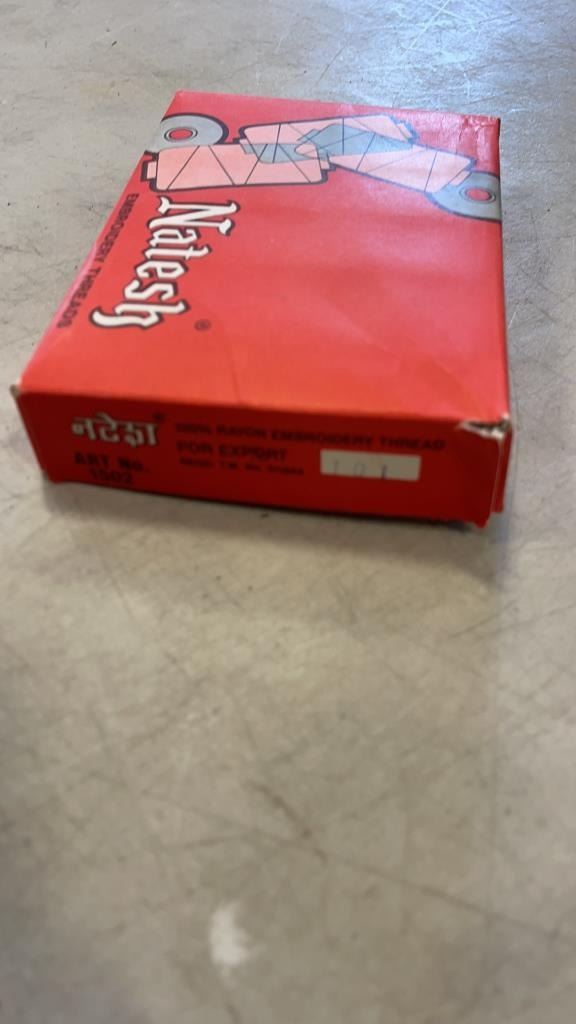 Natesh®
EMBROIDERY THREADS
नटेश®
ART No.
1502
100% RAYON EMBROIDERY THREAD
FOR EXPORT
101